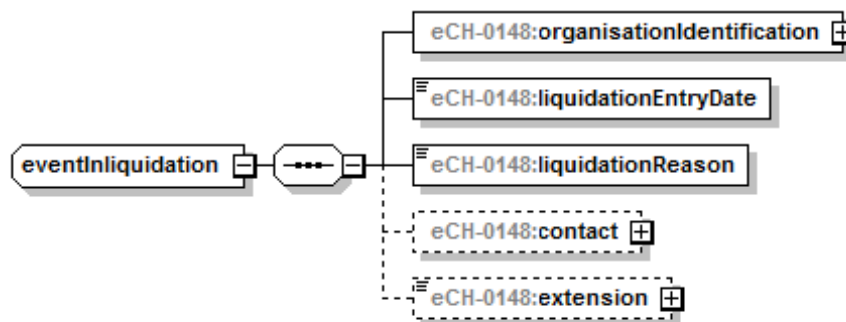 eCH-0148:organisationIdentification
eCH-0148:liquidationEntryDate
eventInliquidation
eCH-0148:liquidationReason
eCH-0148:contact
eCH-0148:extension